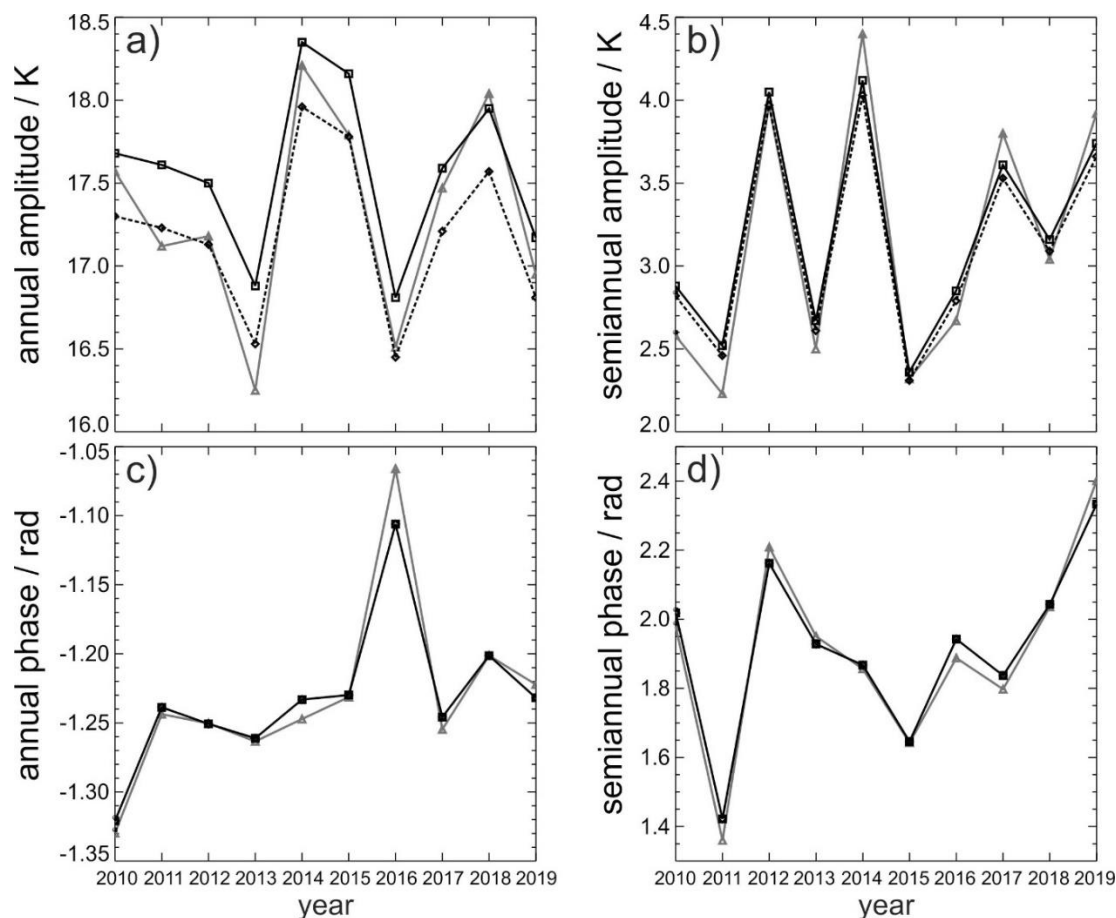 a)
annual amplitude / K
18.5
18.0
17.5
17.0
16.5
16.0
b)
semiannual amplitude / K
4.5
4.0
3.5
3.0
2.5
2.0
c)
annual phase / rad
-1.05
-1.10
-1.15
-1.20
-1.25
-1.30
-1.35
2010 2011 2012 2013 2014 2015 2016 2017 2018 2019
year
d)
semiannual phase / rad
2.4
2.2
2.0
1.8
1.6
1.4
2010 2011 2012 2013 2014 2015 2016 2017 2018 2019
year